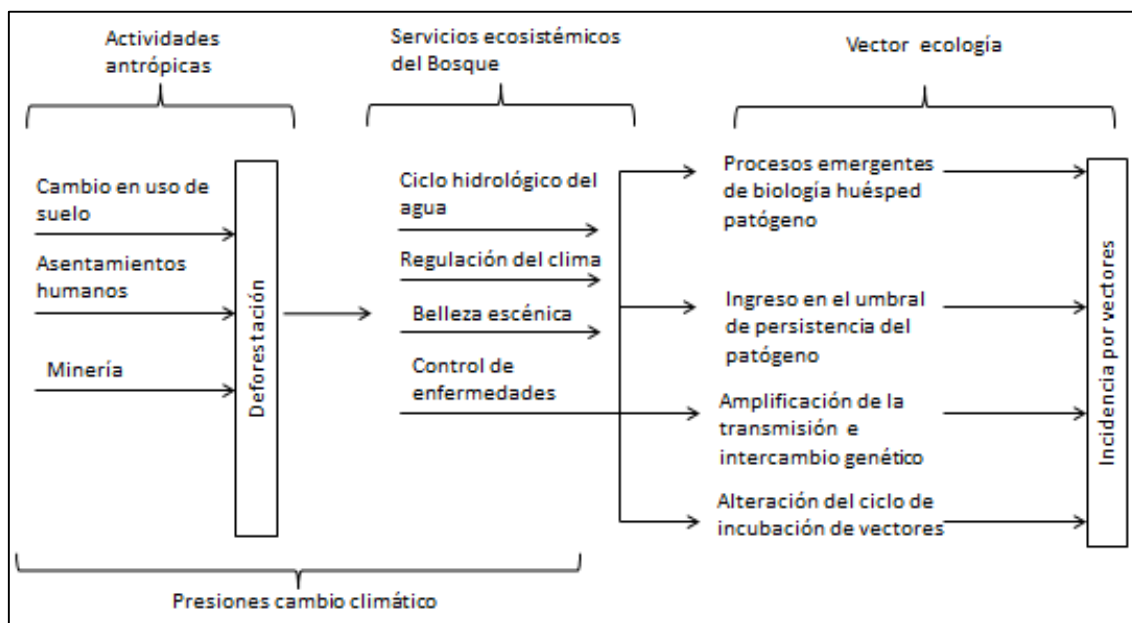 Actividades
antrópicas
Servicios ecosistémicos
del Bosque
Vector ecología
Cambio en uso de
suelo
Asentamientos
humanos
Minería
Deforestación
Ciclo hidrológico del
agua
Regulación del clima
Belleza escénica
Control de
enfermedades
Procesos emergentes
de biología huésped
patógeno
Ingreso en el umbral
de persistencia del
patógeno
Amplificación de la
transmisión e
intercambio genético
Alteración del ciclo de
incubación de vectores
Incidencia por vectores
Presiones cambio climático